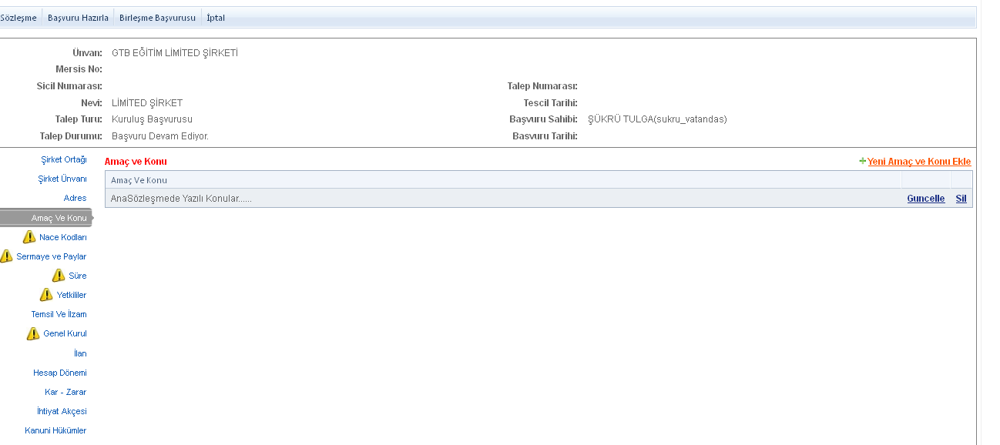 Sözleşme Başvuru Hazırla Birleşme Başvurusu İptal
Ünvan: GTB EĞİTİM LİMİTED ŞİRKETİ
Mersis No:
Sicil Numarası: Talep Numarası:
Nevi: LİMİTED ŞİRKET Tescil Tarihi:
Talep Turu: Kuruluş Başvurusu Başvuru Sahibi: ŞÜKRÜ TULGA(sukru_vatandas)
Talep Durumu: Başvuru Devam Ediyor. Basvuru Tarihi:
Şirket Ortağı
Şirket Ünvanı
Adres
Amaç Ve Konu
Nace Kodları
Sermaye ve Paylar
Süre
Yetkililer
Temsil Ve İlzam
Genel Kurul
İlan
Hesap Dönemi
Kar - Zarar
İhtiyat Akçesi
Kanuni Hükümler
Amaç ve Konu +Yeni Amaç ve Konu Ekle
Amaç Ve Konu
AnaSözleşmede Yazılı Konular...... Guncelle Sil